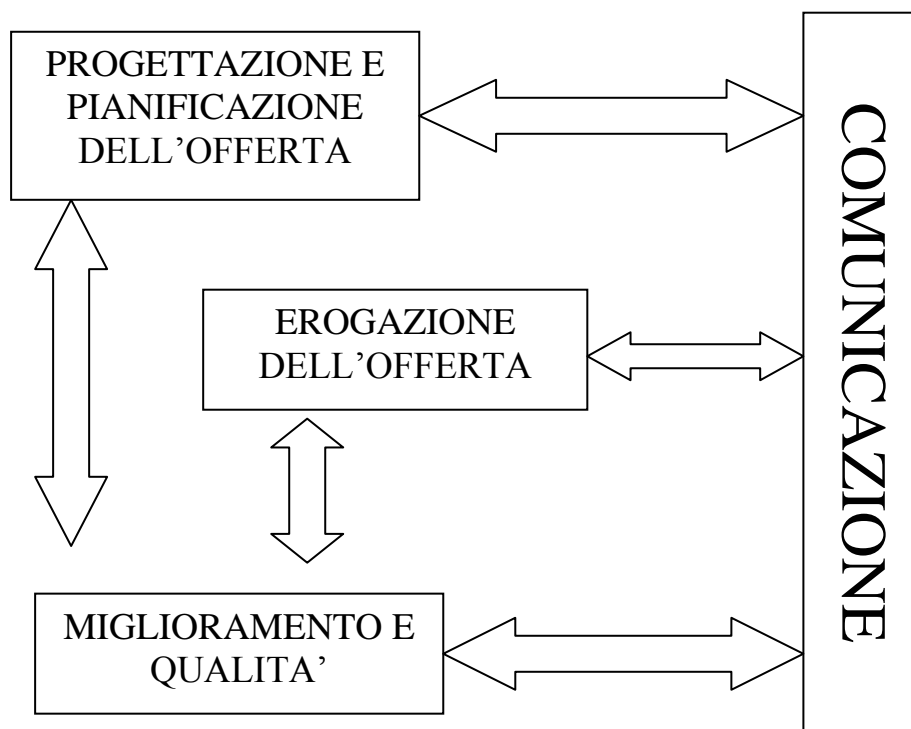 PROGETTAZIONE E
PIANIFICAZIONE
DELL’OFFERTA
EROGAZIONE
DELL’OFFERTA
MIGLIORAMENTO E
QUALITA’
COMUNICAZIONE